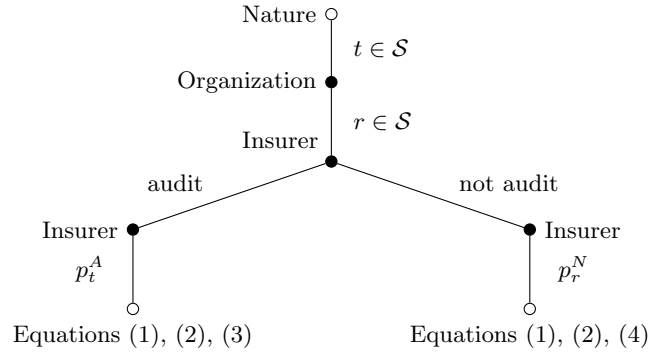 Nature
t ∈ 𝒮
Organization
r ∈ 𝒮
Insurer
audit
not audit
Insurer
Insurer
p_t^A
p_r^N
Equations (1), (2), (3)
Equations (1), (2), (4)